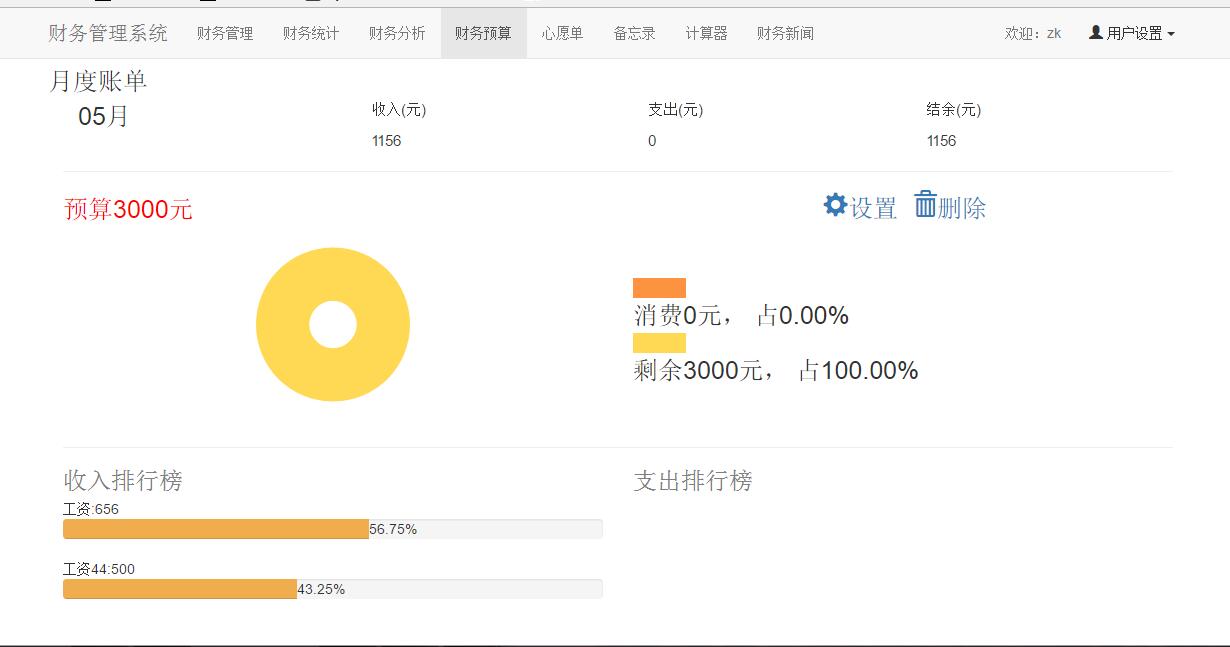 财务管理系统 财务管理 财务统计 财务分析 财务预算 心愿单 备忘录 计算器 财务新闻 欢迎：zk 用户设置
月度账单
05月 收入(元) 支出(元) 结余(元)
1156 0 1156
预算3000元 设置 删除
消费0元， 占0.00%
剩余3000元， 占100.00%
收入排行榜 支出排行榜
工资:656
56.75%
工资44:500
43.25%